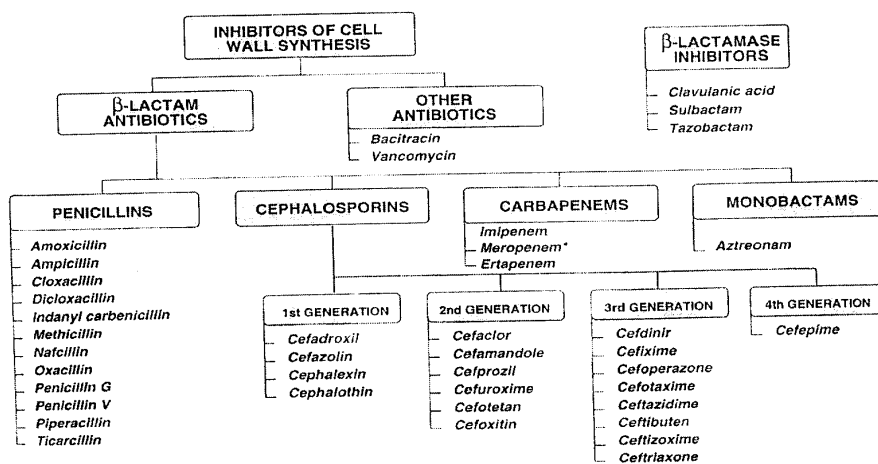 INHIBITORS OF CELL
WALL SYNTHESIS
β-LACTAMASE
INHIBITORS
Clavulanic acid
Sulbactam
Tazobactam
β-LACTAM
ANTIBIOTICS
OTHER
ANTIBIOTICS
Bacitracin
Vancomycin
PENICILLINS
Amoxicillin
Ampicillin
Cloxacillin
Dicloxacillin
Indanyl carbenicillin
Methicillin
Nafcillin
Oxacillin
Penicillin G
Penicillin V
Piperacillin
Ticarcillin
CEPHALOSPORINS
CARBAPENEMS
Imipenem
Meropenem*
Ertapenem
MONOBACTAMS
Aztreonam
1st GENERATION
Cefadroxil
Cefazolin
Cephalexin
Cephalothin
2nd GENERATION
Cefaclor
Cefamandole
Cefprozil
Cefuroxime
Cefotetan
Cefoxitin
3rd GENERATION
Cefdinir
Cefixime
Cefoperazone
Cefotaxime
Ceftazidime
Ceftibuten
Ceftizoxime
Ceftriaxone
4th GENERATION
Cefepime